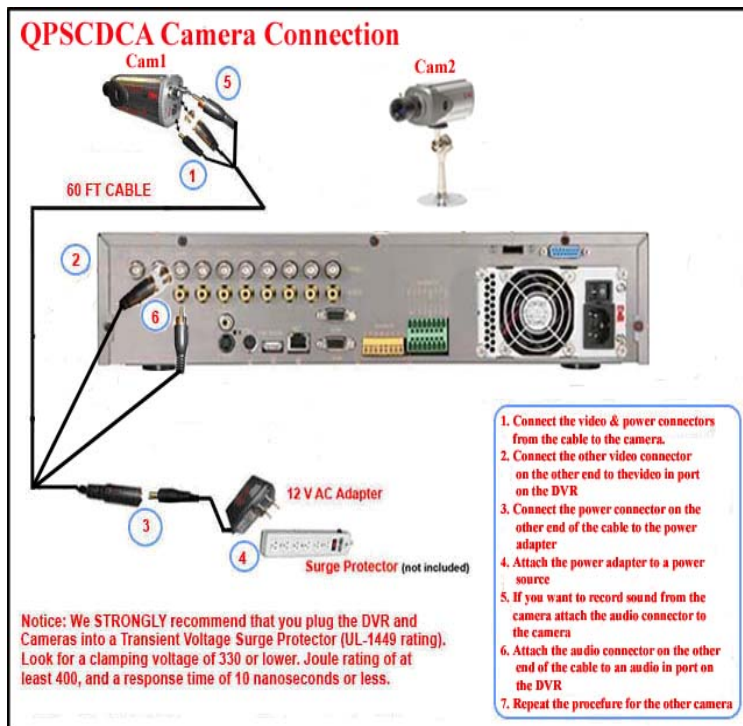 QPSCDCA Camera Connection
Cam1
Cam2
5
1
60 FT CABLE
2
6
12 V AC Adapter
3
4
Surge Protector (not included)
1. Connect the video & power connectors
from the cable to the camera.
2. Connect the other video connector
on the other end to thevideo in port
on the DVR
3. Connect the power connector on the
other end of the cable to the power
adapter
4. Attach the power adapter to a power
source
5. If you want to record sound from the
camera attach the audio connector to
the camera
6. Attach the audio connector on the other
end of the cable to an audio in port on
the DVR
7. Repeat the procefure for the other camera
Notice: We STRONGLY recommend that you plug the DVR and
Cameras into a Transient Voltage Surge Protector (UL-1449 rating).
Look for a clamping voltage of 330 or lower. Joule rating of at
least 400, and a response time of 10 nanoseconds or less.